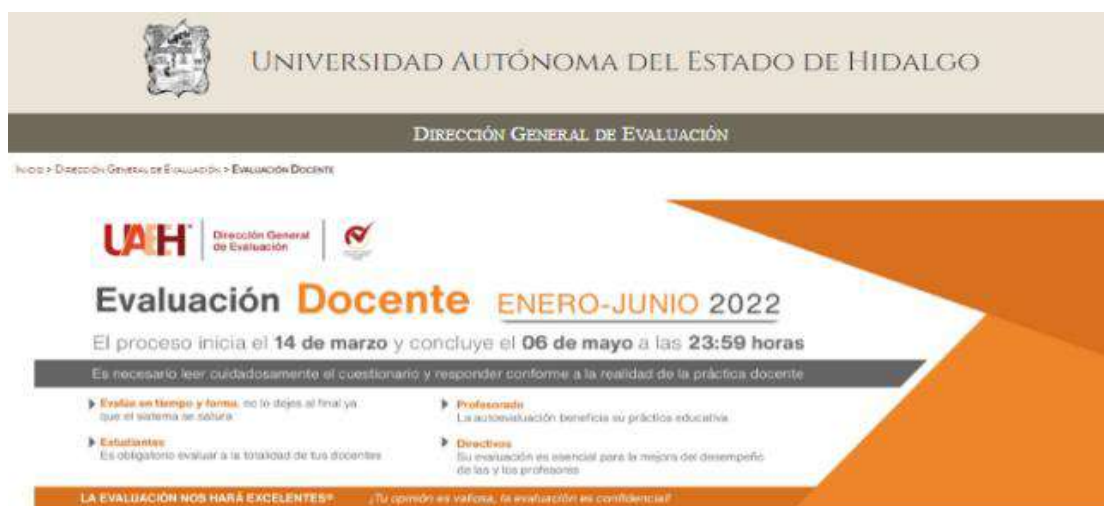 UNIVERSIDAD AUTÓNOMA DEL ESTADO DE HIDALGO
DIRECCIÓN GENERAL DE EVALUACIÓN
INICIO > DIRECCIÓN GENERAL DE EVALUACIÓN > EVALUACIÓN DOCENTE
UAEH
Dirección General
de Evaluación
Evaluación Docente ENERO-JUNIO 2022
El proceso inicia el 14 de marzo y concluye el 06 de mayo a las 23:59 horas
Es necesario leer cuidadosamente el cuestionario y responder conforme a la realidad de la práctica docente
Evalúa en tiempo y forma, no lo dejes al final ya
que el sistema se satura
Estudiantes
Es obligatorio evaluar a la totalidad de tus docentes
Profesorado
La autoevaluación beneficia su práctica educativa
Directivos
Su evaluación es esencial para la mejora del desempeño
de las y los profesores
LA EVALUACIÓN NOS HARÁ EXCELENTES® ¡Tu opinión es valiosa, la evaluación es confidencial!